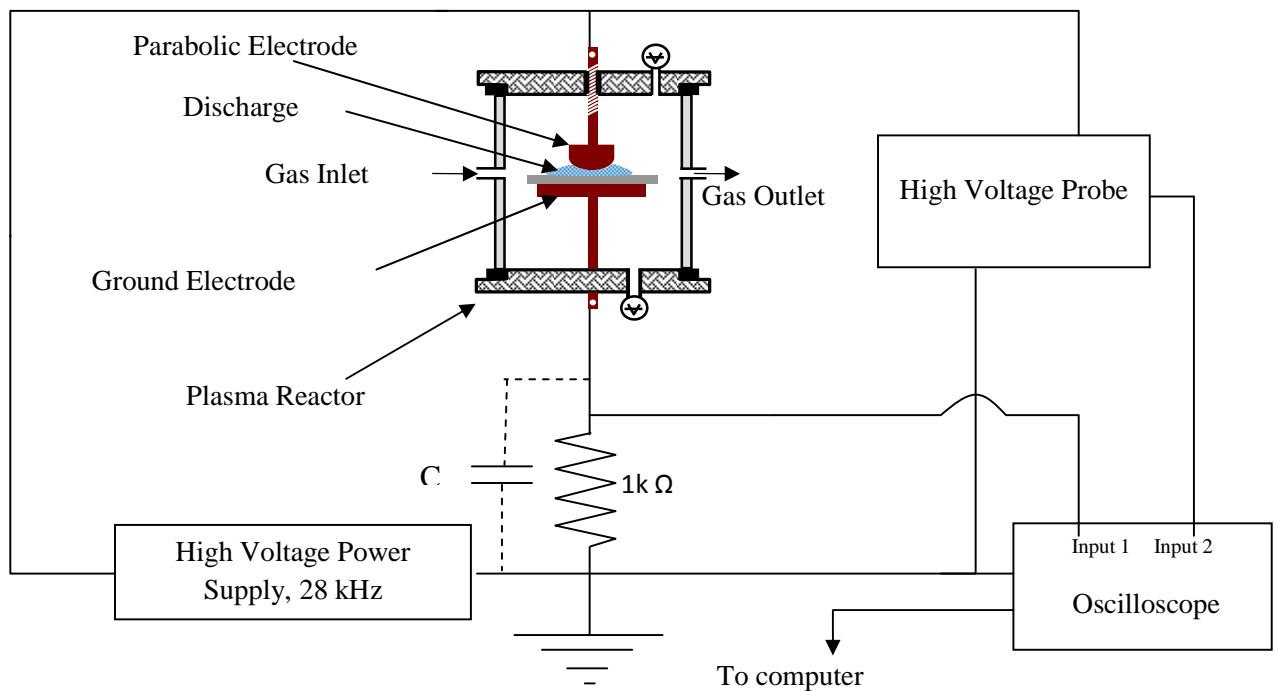 Parabolic Electrode
Discharge
Gas Inlet
Gas Outlet
High Voltage Probe
Ground Electrode
Plasma Reactor
C
1k Ω
High Voltage Power
Supply, 28 kHz
Input 1
Input 2
Oscilloscope
To computer